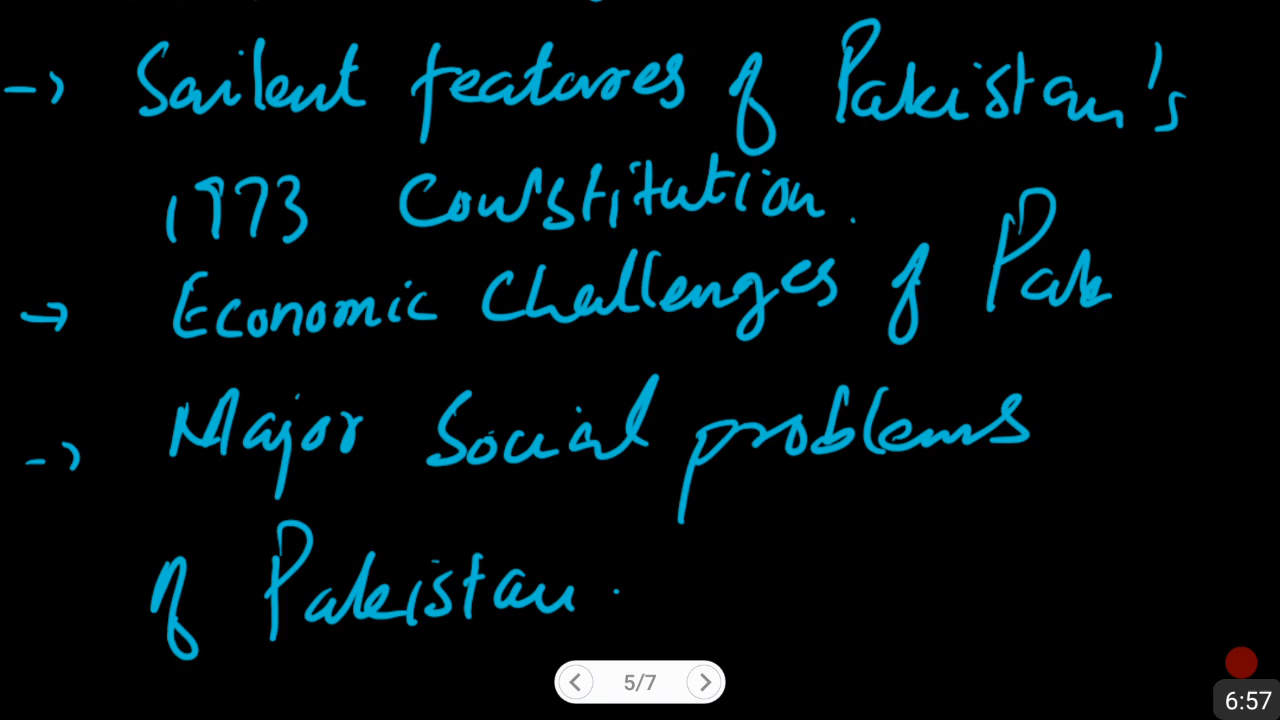 → Sailent features of Pakistan's
1973 Constitution.
→ Economic Challenges of Pak
→ Major Social problems
of Pakistan.
5/7
6:57